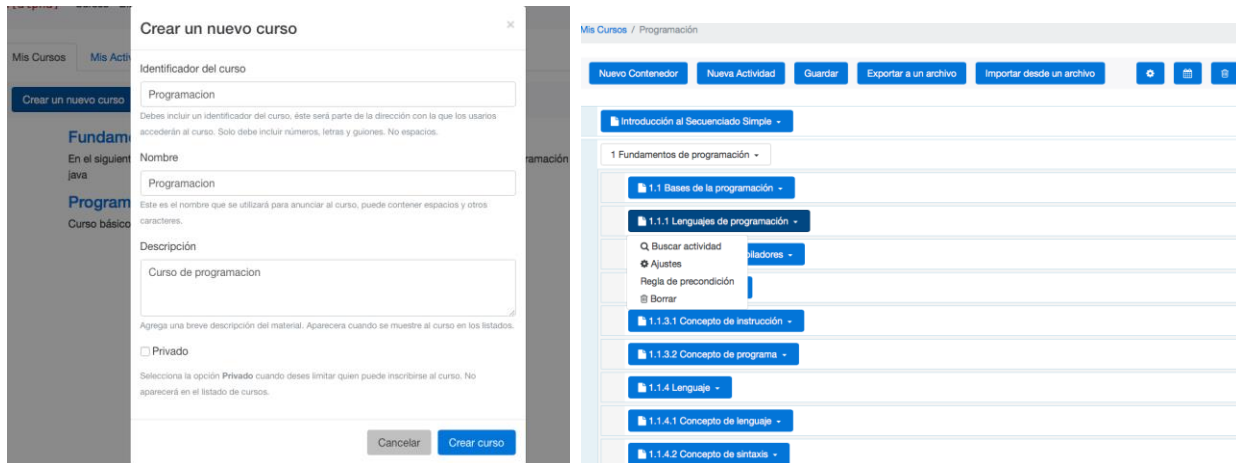 Crear un nuevo curso
×
Mis Cursos
Mis Activ
Crear un nuevo curso
Fundam
En el siguient
ramación
java
Program
Curso básico
Identificador del curso
Programacion
Debes incluir un identificador del curso, éste será parte de la dirección con la que los usarios
accederán al curso. Solo debe incluir números, letras y guiones. No espacios.
Nombre
Programacion
Este es el nombre que se utilizará para anunciar al curso, puede contener espacios y otros
caracteres.
Descripción
Curso de programacion
Agrega una breve descripción del material. Aparecera cuando se muestre al curso en los listados.
Privado
Selecciona la opción Privado cuando deses limitar quien puede inscribirse al curso. No
aparecerá en el listado de cursos.
Cancelar
Crear curso
Mis Cursos / Programación
Nuevo Contenedor
Nueva Actividad
Guardar
Exportar a un archivo
Importar desde un archivo
Introducción al Secuenciado Simple
1 Fundamentos de programación
1.1 Bases de la programación
1.1.1 Lenguajes de programación
Buscar actividad
piladores
Ajustes
Regla de precondición
Borrar
1.1.3.1 Concepto de instrucción
1.1.3.2 Concepto de programa
1.1.4 Lenguaje
1.1.4.1 Concepto de lenguaje
1.1.4.2 Concepto de sintaxis